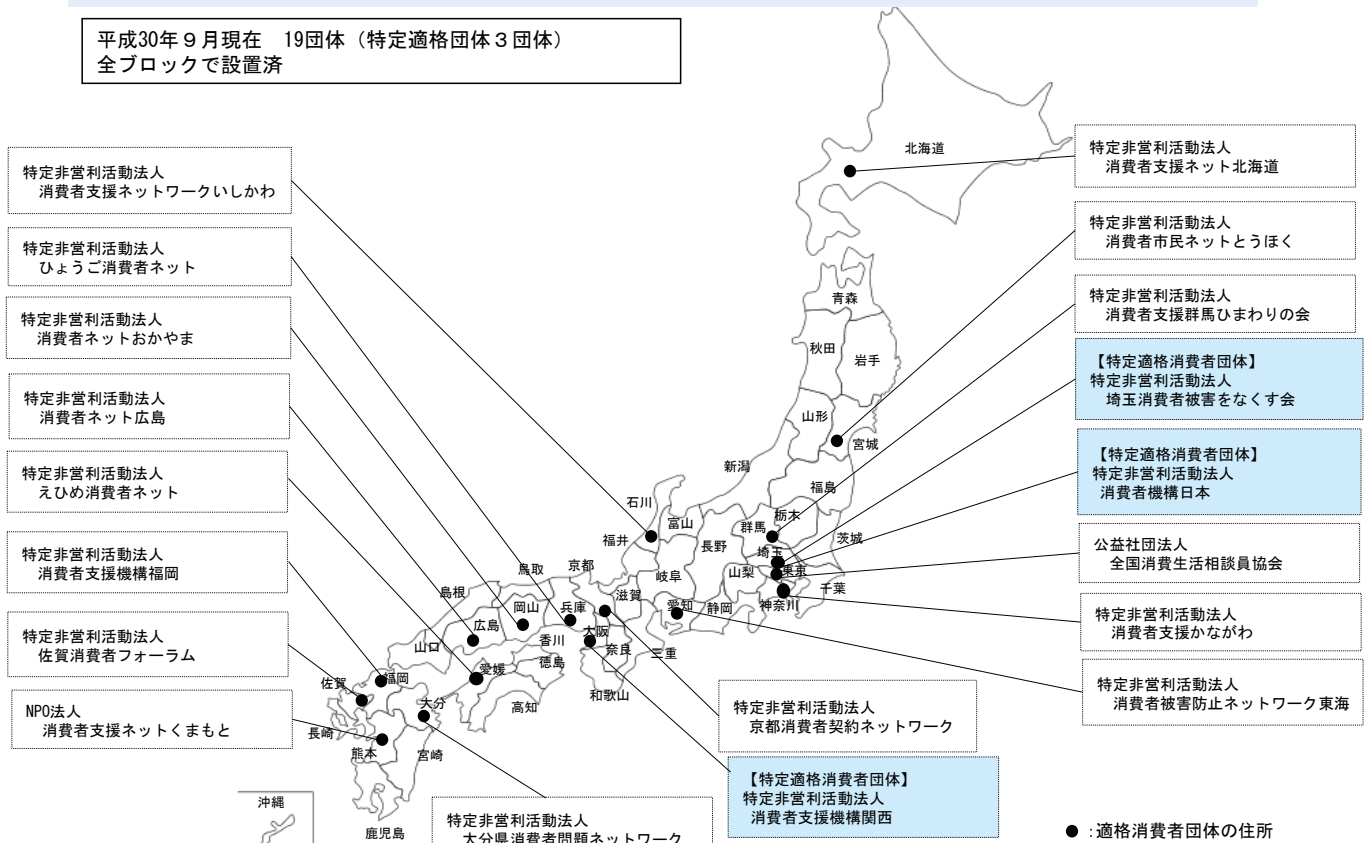 平成30年９月現在　19団体（特定適格団体３団体）
全ブロックで設置済
特定非営利活動法人
消費者支援ネットワークいしかわ
特定非営利活動法人
ひょうご消費者ネット
特定非営利活動法人
消費者ネットおかやま
特定非営利活動法人
消費者ネット広島
特定非営利活動法人
えひめ消費者ネット
特定非営利活動法人
消費者支援機構福岡
特定非営利活動法人
佐賀消費者フォーラム
NPO法人
消費者支援ネットくまもと
特定非営利活動法人
消費者支援ネット北海道
特定非営利活動法人
消費者市民ネットとうほく
特定非営利活動法人
消費者支援群馬ひまわりの会
【特定適格消費者団体】
特定非営利活動法人
埼玉消費者被害をなくす会
【特定適格消費者団体】
特定非営利活動法人
消費者機構日本
公益社団法人
全国消費生活相談員協会
特定非営利活動法人
消費者支援かながわ
特定非営利活動法人
消費者被害防止ネットワーク東海
特定非営利活動法人
京都消費者契約ネットワーク
【特定適格消費者団体】
特定非営利活動法人
消費者支援機構関西
特定非営利活動法人
大分県消費者問題ネットワーク
●：適格消費者団体の住所
北海道
青森
秋田
岩手
山形
宮城
新潟
福島
石川
富山
群馬
栃木
福井
長野
茨城
埼玉
岐阜
山梨
東京
千葉
鳥取
京都
滋賀
愛知
静岡
神奈川
島根
岡山
兵庫
広島
大阪
香川
奈良
三重
山口
徳島
愛媛
和歌山
高知
佐賀
福岡
大分
長崎
熊本
宮崎
鹿児島
沖縄